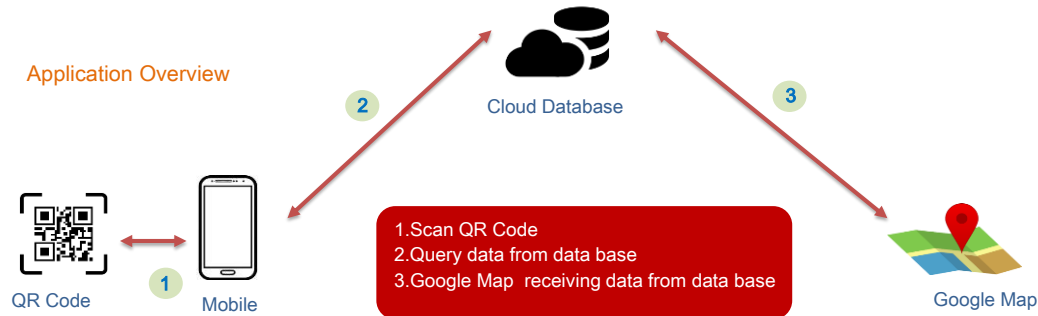 Application Overview
Cloud Database
2
3
1.Scan QR Code
2.Query data from data base
3.Google Map  receiving data from data base
1
QR Code
Mobile
Google Map